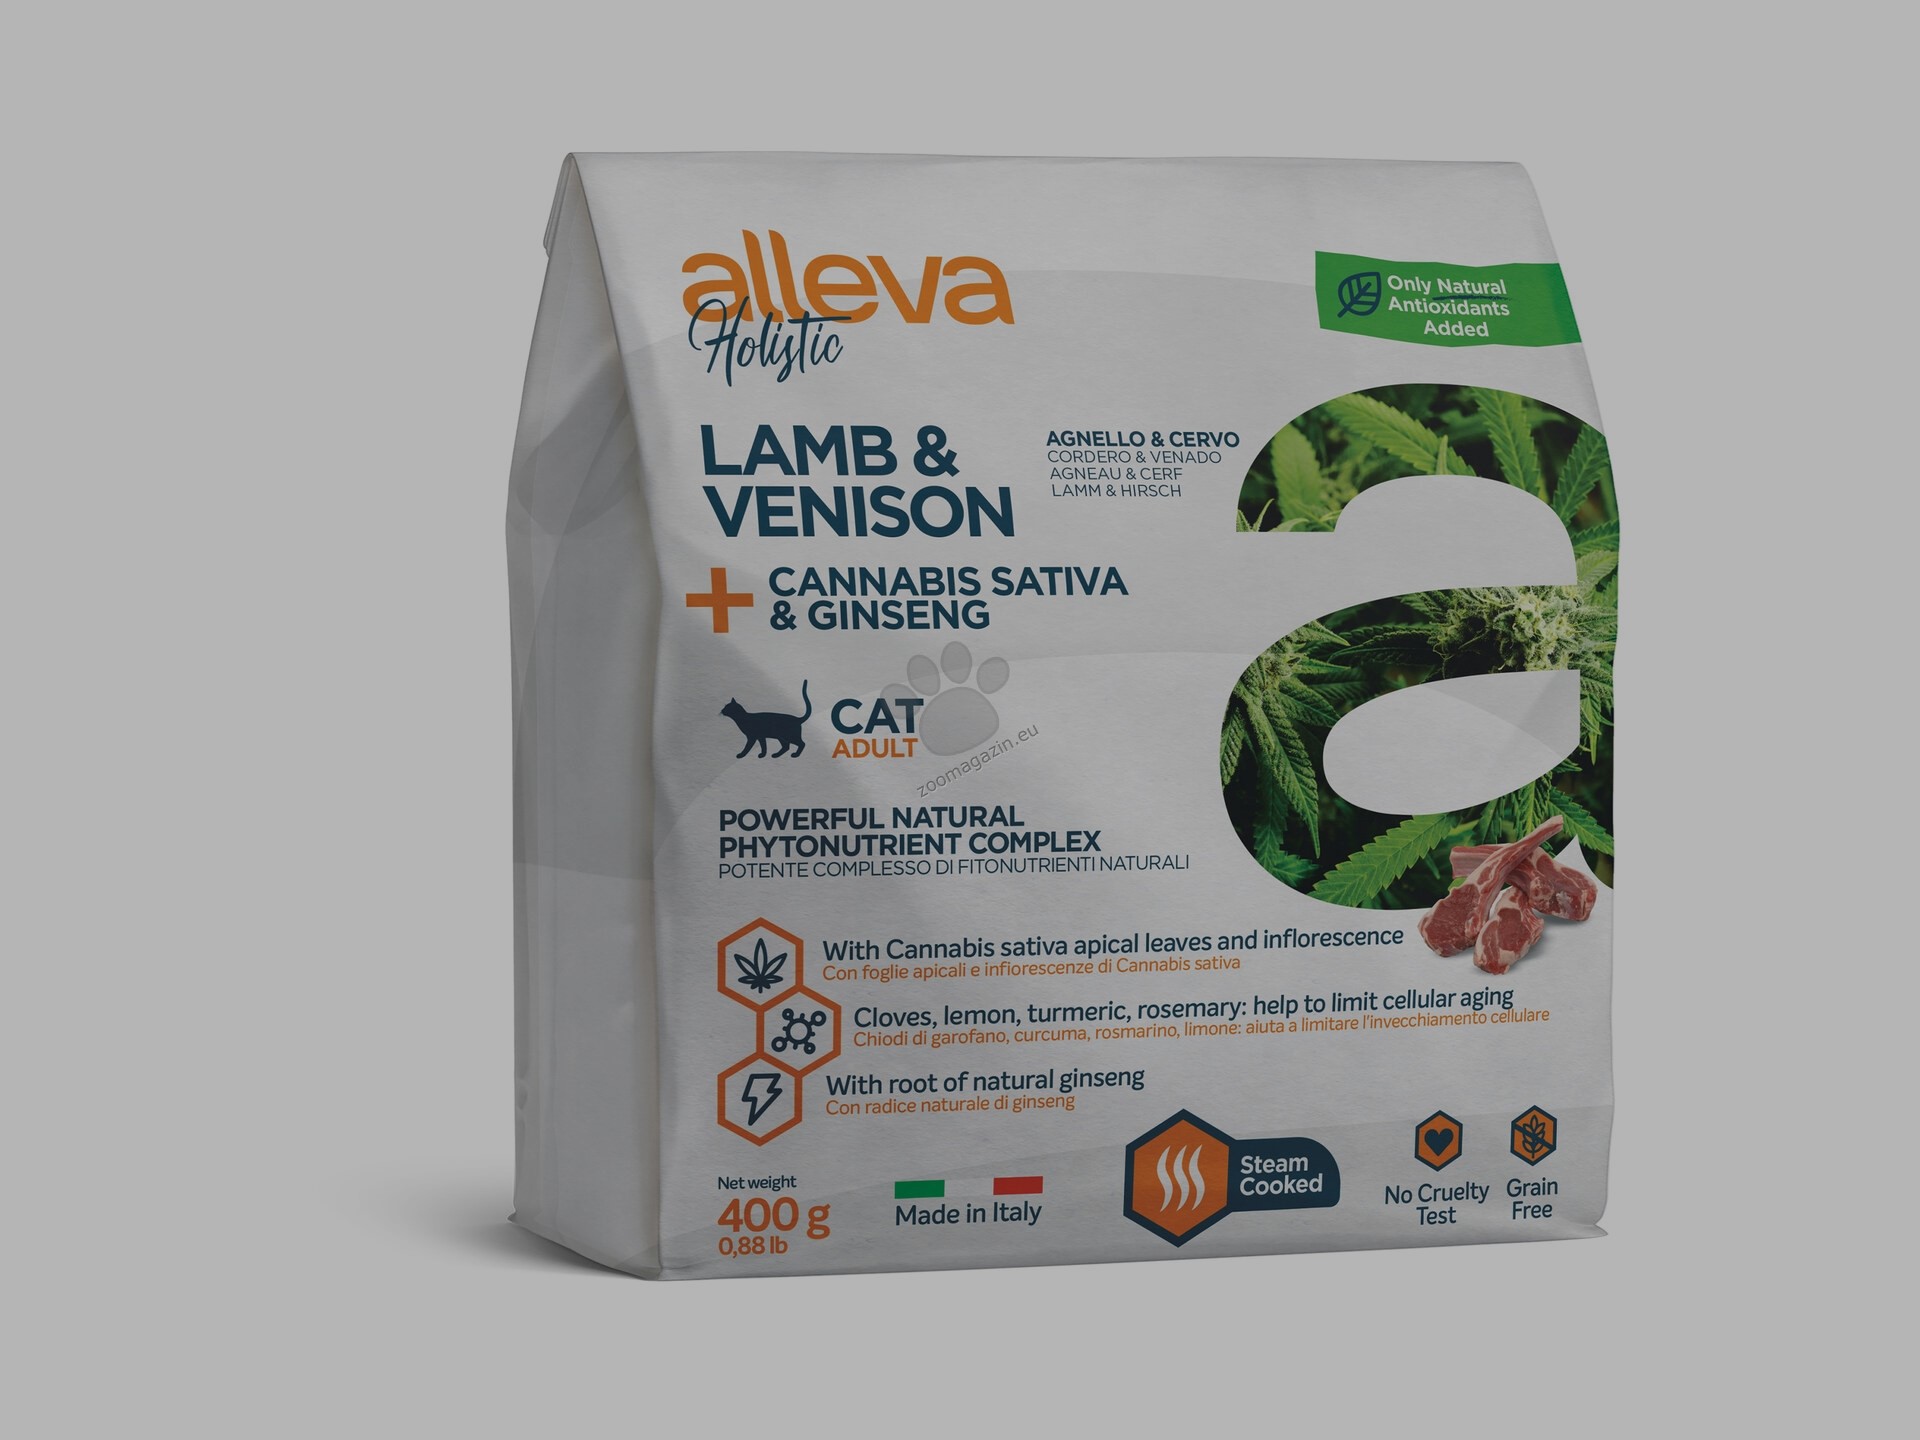 alleva
Holistic
Only Natural
Antioxidants
Added
LAMB &
VENISON
AGNELLO & CERVO
CORDERO & VENADO
AGNEAU & CERF
LAMM & HIRSCH
+ CANNABIS SATIVA
& GINSENG
CAT
ADULT
zoomagazin.eu
POWERFUL NATURAL
PHYTONUTRIENT COMPLEX
POTENTE COMPLESSO DI FITONUTRIENTI NATURALI
With Cannabis sativa apical leaves and inflorescence
Con foglie apicali e infiorescenze di Cannabis sativa
Cloves, lemon, turmeric, rosemary: help to limit cellular aging
Chiodi di garofano, curcuma, rosmarino, limone: aiuta a limitare l'invecchiamento cellulare
With root of natural ginseng
Con radice naturale di ginseng
Net weight
400 g
0,88 lb
Made in Italy
Steam
Cooked
No Cruelty
Test
Grain
Free
a